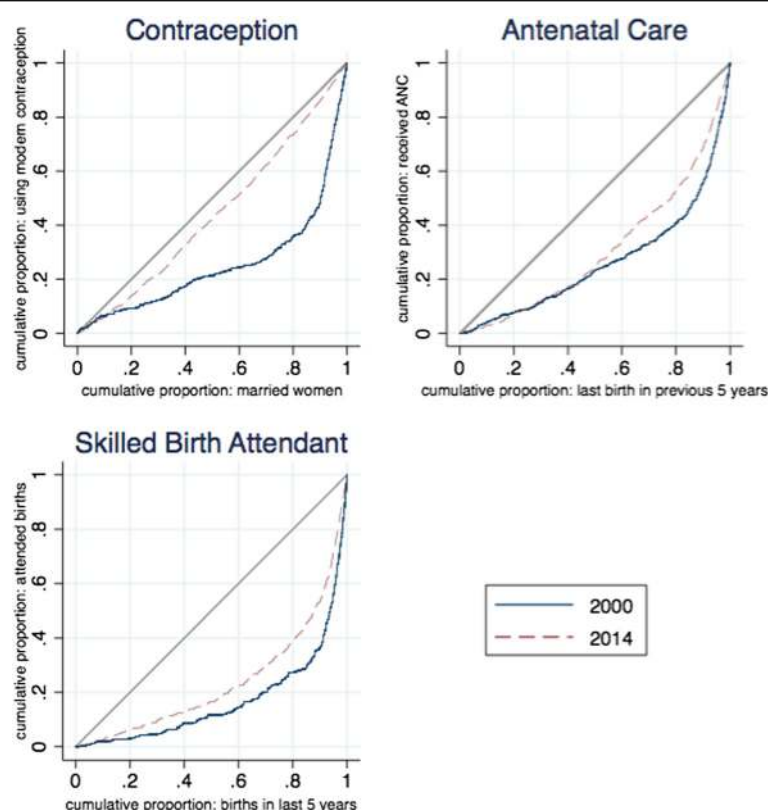 Contraception
cumulative proportion: using modern contraception
1
.8
.6
.4
.2
0
0 .2 .4 .6 .8 1
cumulative proportion: married women
Antenatal Care
cumulative proportion: received ANC
1
.8
.6
.4
.2
0
0 .2 .4 .6 .8 1
cumulative proportion: last birth in previous 5 years
Skilled Birth Attendant
cumulative proportion: attended births
1
.8
.6
.4
.2
0
0 .2 .4 .6 .8 1
cumulative proportion: births in last 5 years
2000
2014